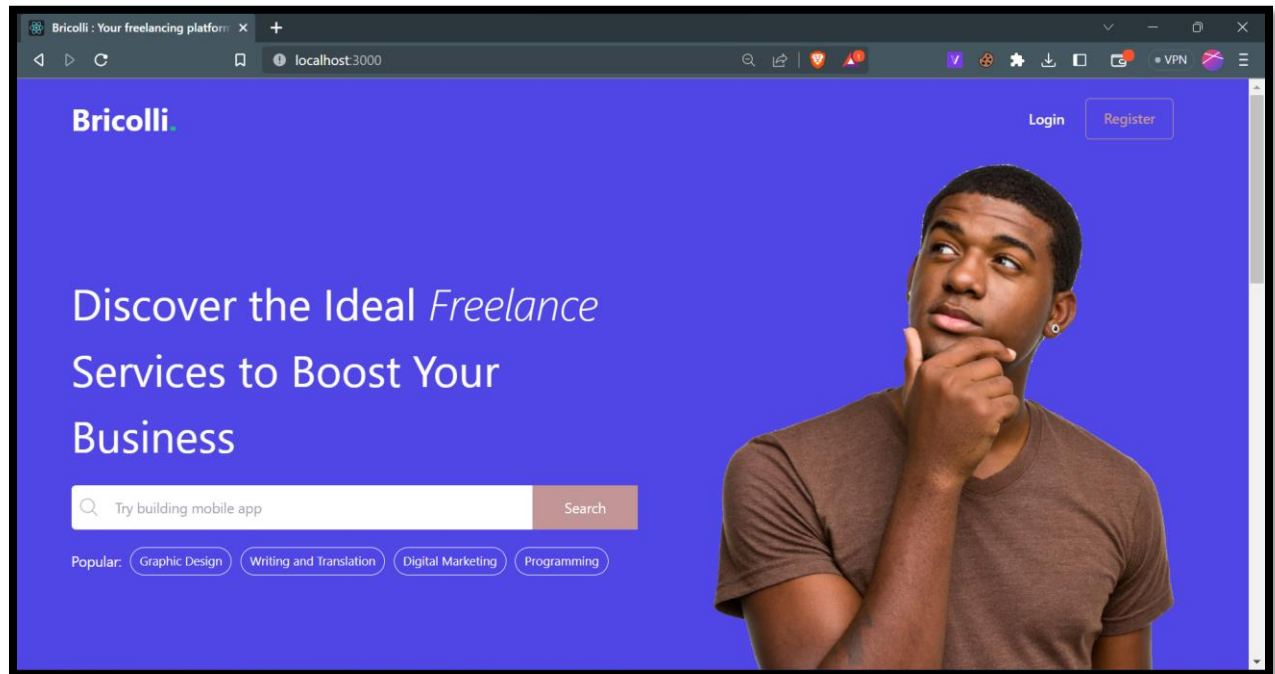 Bricolli : Your freelancing platform
localhost:3000
VPN
Bricolli.
Login
Register
Discover the Ideal Freelance
Services to Boost Your
Business
Try building mobile app
Search
Popular:
Graphic Design
Writing and Translation
Digital Marketing
Programming